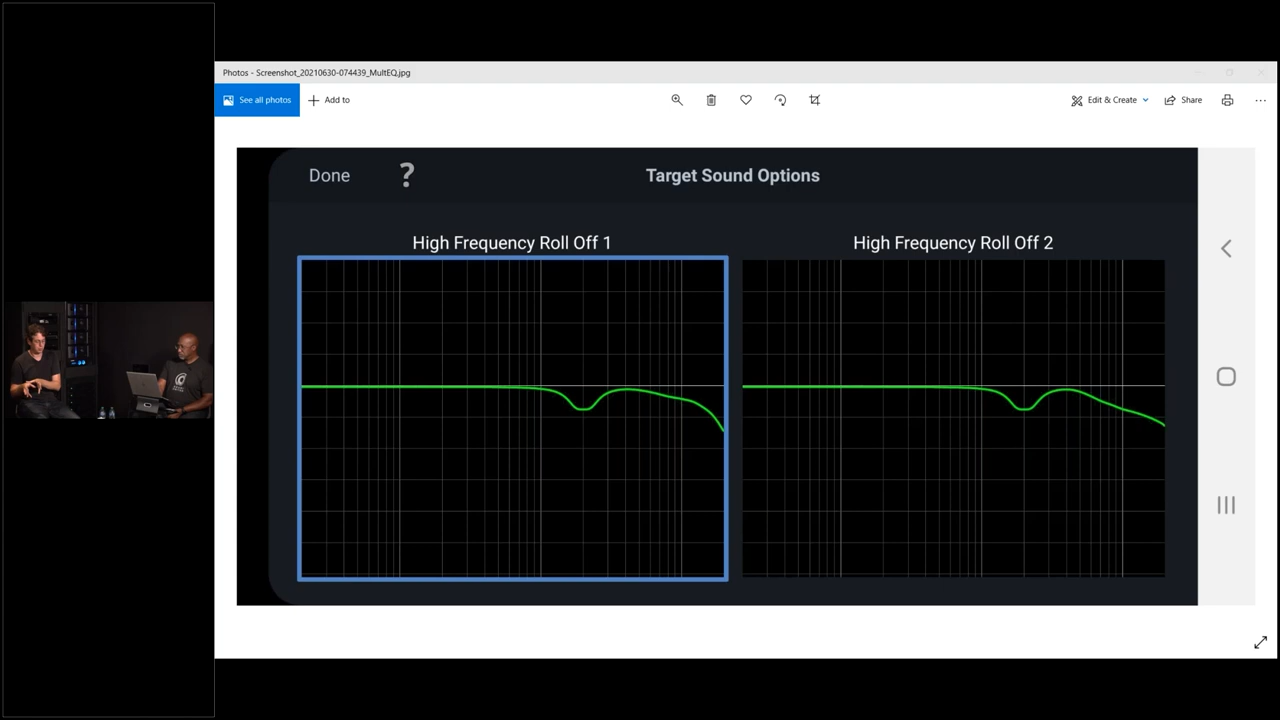 Photos - Screenshot_20210630-074439_MultEQ.jpg
See all photos
Add to
Edit & Create
Share
Done
?
Target Sound Options
High Frequency Roll Off 1
High Frequency Roll Off 2